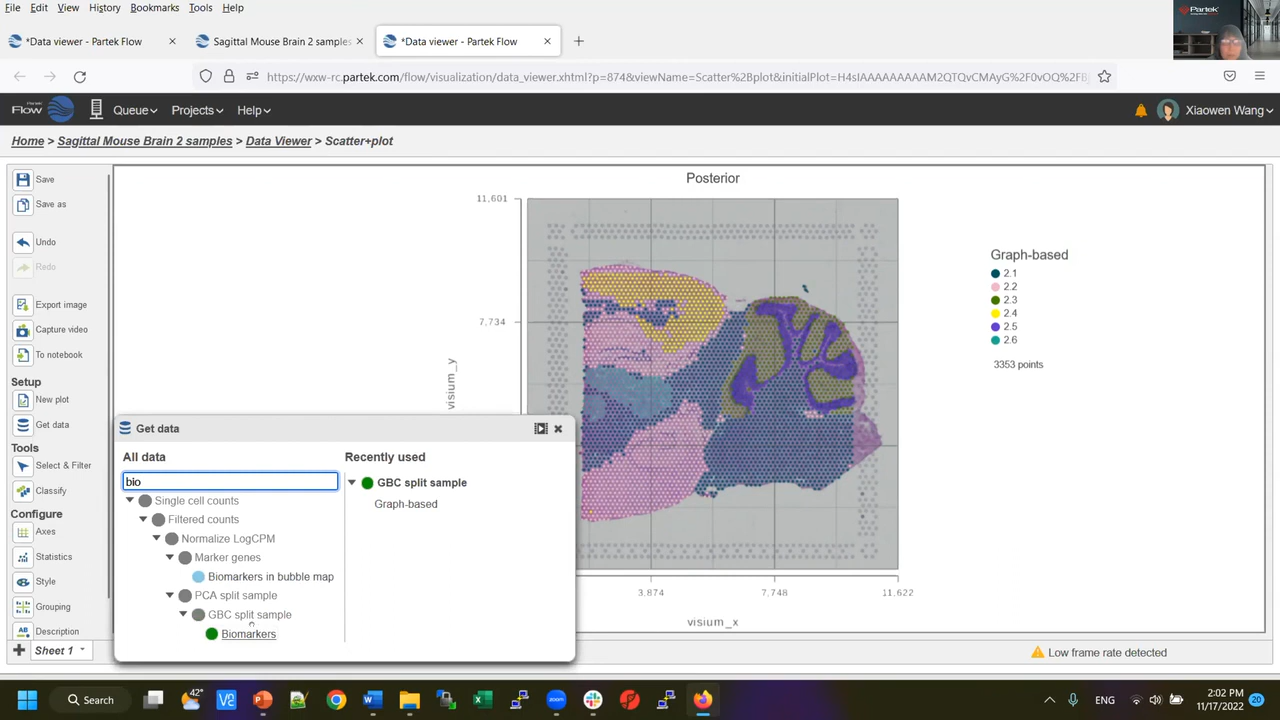 File Edit View History Bookmarks Tools Help
Partek
*Data viewer - Partek Flow
Sagittal Mouse Brain 2 samples
*Data viewer - Partek Flow
https://wxw-rc.partek.com/flow/visualization/data_viewer.xhtml?p=874&viewName=Scatter%2Bplot&initialPlot=H4sIAAAAAAAAAM2QTQvCMAyG%2F0vOQ%2FB
Partek Flow Queue Projects Help Xiaowen Wang
Home > Sagittal Mouse Brain 2 samples > Data Viewer > Scatter+plot
Save
Save as
Undo
Redo
Export image
Capture video
To notebook
Setup
New plot
Get data
Tools
Select & Filter
Classify
Configure
Axes
Statistics
Style
Grouping
Description
Posterior
11,601
7,734
visium_y
3.874 7,748 11.622
visium_x
Graph-based
2.1
2.2
2.3
2.4
2.5
2.6
3353 points
Get data
All data
bio
Single cell counts
Filtered counts
Normalize LogCPM
Marker genes
Biomarkers in bubble map
PCA split sample
GBC split sample
Biomarkers
Recently used
GBC split sample
Graph-based
Sheet 1
Low frame rate detected
Search
42°
ENG
2:02 PM
11/17/2022
20